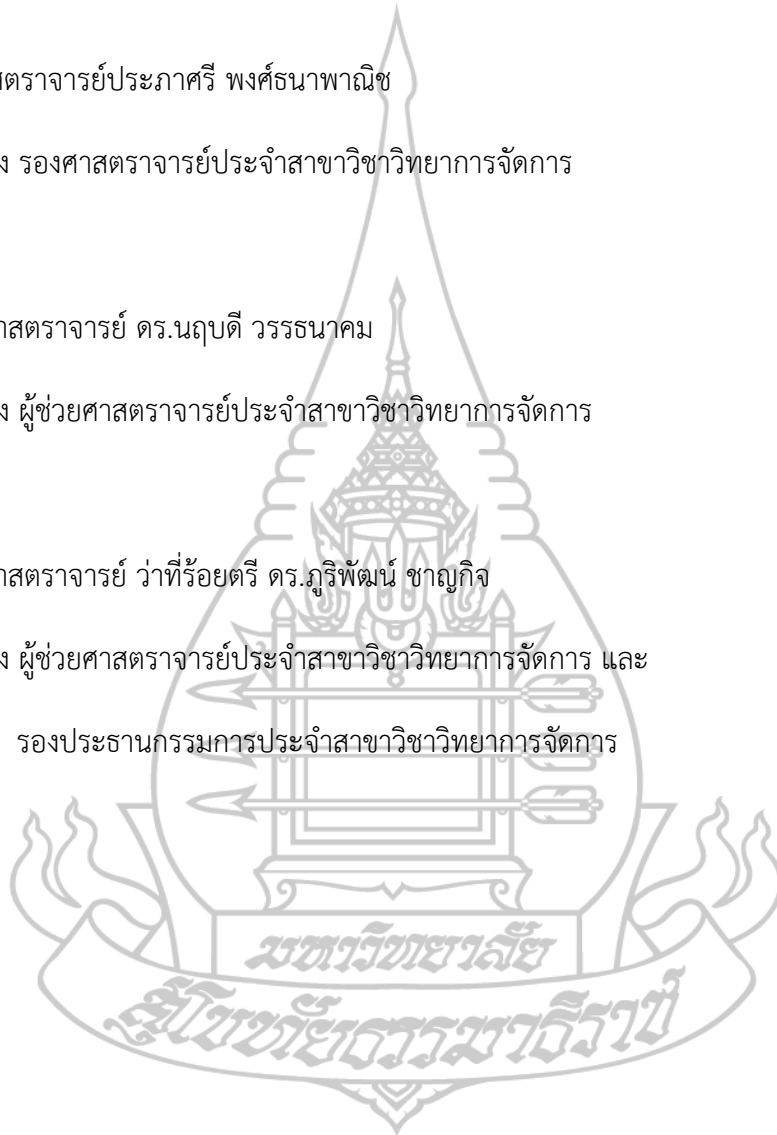 สตราจารย์ประภาศรี พงศ์ธนาพาณิช
ง รองศาสตราจารย์ประจำสาขาวิชาวิทยาการจัดการ
าสตราจารย์ ดร.นฤบดี วรรธนาคม
ง ผู้ช่วยศาสตราจารย์ประจำสาขาวิชาวิทยาการจัดการ
าสตราจารย์ ว่าที่ร้อยตรี ดร.ภูริพัฒน์ ชาญกิจ
ง ผู้ช่วยศาสตราจารย์ประจำสาขาวิชาวิทยาการจัดการ และ
รองประธานกรรมการประจำสาขาวิชาวิทยาการจัดการ
มหาวิทยาลัย
สุโขทัยธรรมาธิราช